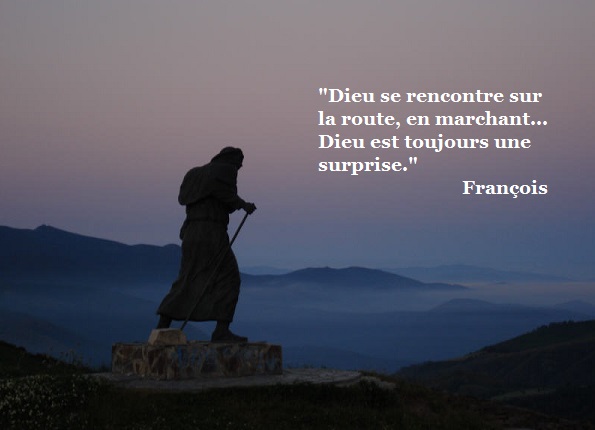 "Dieu se rencontre sur
la route, en marchant...
Dieu est toujours une
surprise."
François